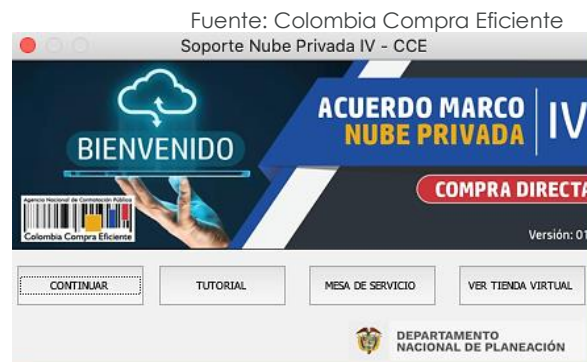 Fuente: Colombia Compra Eficiente
Soporte Nube Privada IV - CCE
BIENVENIDO
ACUERDO MARCO
NUBE PRIVADA
IV
COMPRA DIRECTA
Agencia Nacional de Contratación Pública
Colombia Compra Eficiente
Versión: 01
CONTINUAR
TUTORIAL
MESA DE SERVICIO
VER TIENDA VIRTUAL
DEPARTAMENTO
NACIONAL DE PLANEACIÓN